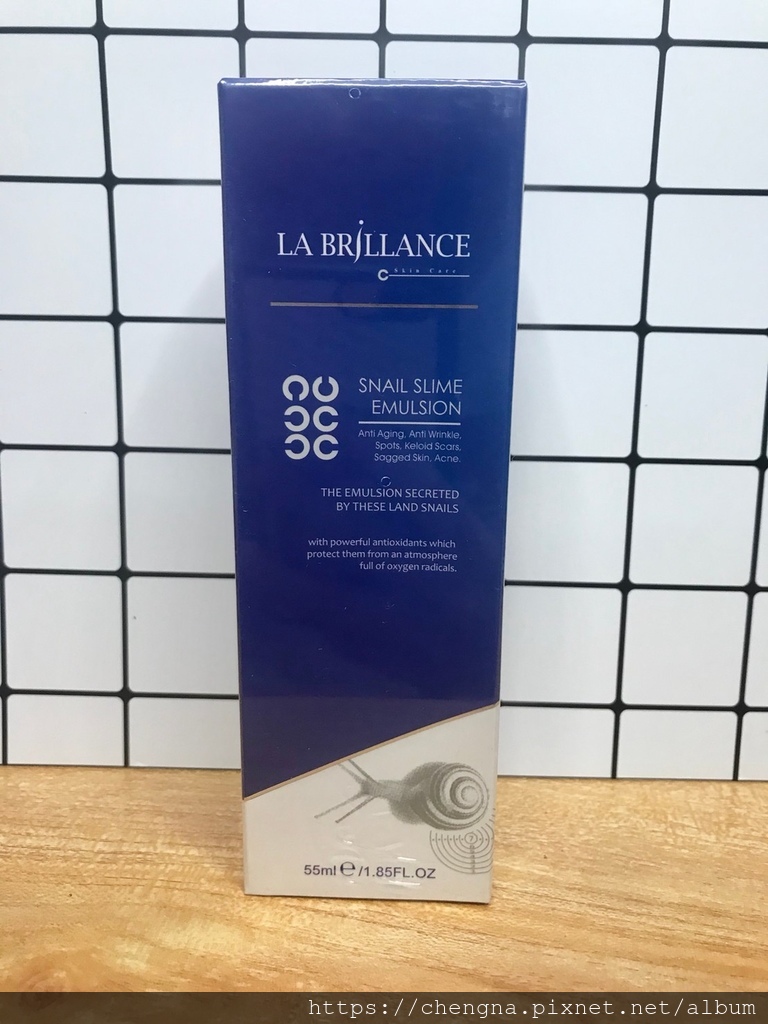 LA BRILLANCE
Skin Care
SNAIL SLIME
EMULSION
Anti Aging, Anti Wrinkle,
Spots, Keloid Scars,
Sagged Skin, Acne.
THE EMULSION SECRETED
BY THESE LAND SNAILS
with powerful antioxidants which
protect them from an atmosphere
full of oxygen radicals.
7
55ml ℮/1.85FL.OZ
https://chengna.pixnet.net/album